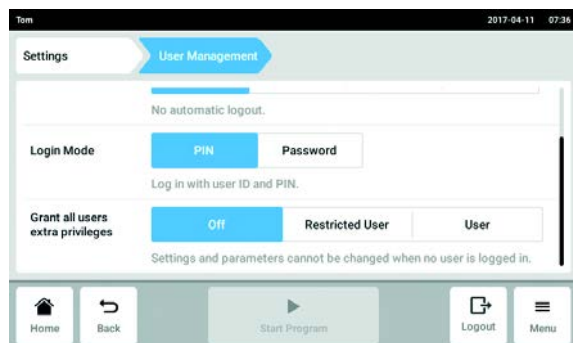 Tom 2017-04-11 07:36
Settings User Management
No automatic logout.
Login Mode PIN Password
Log in with user ID and PIN.
Grant all users
extra privileges
Off Restricted User User
Settings and parameters cannot be changed when no user is logged in.
Home Back Start Program Logout Menu